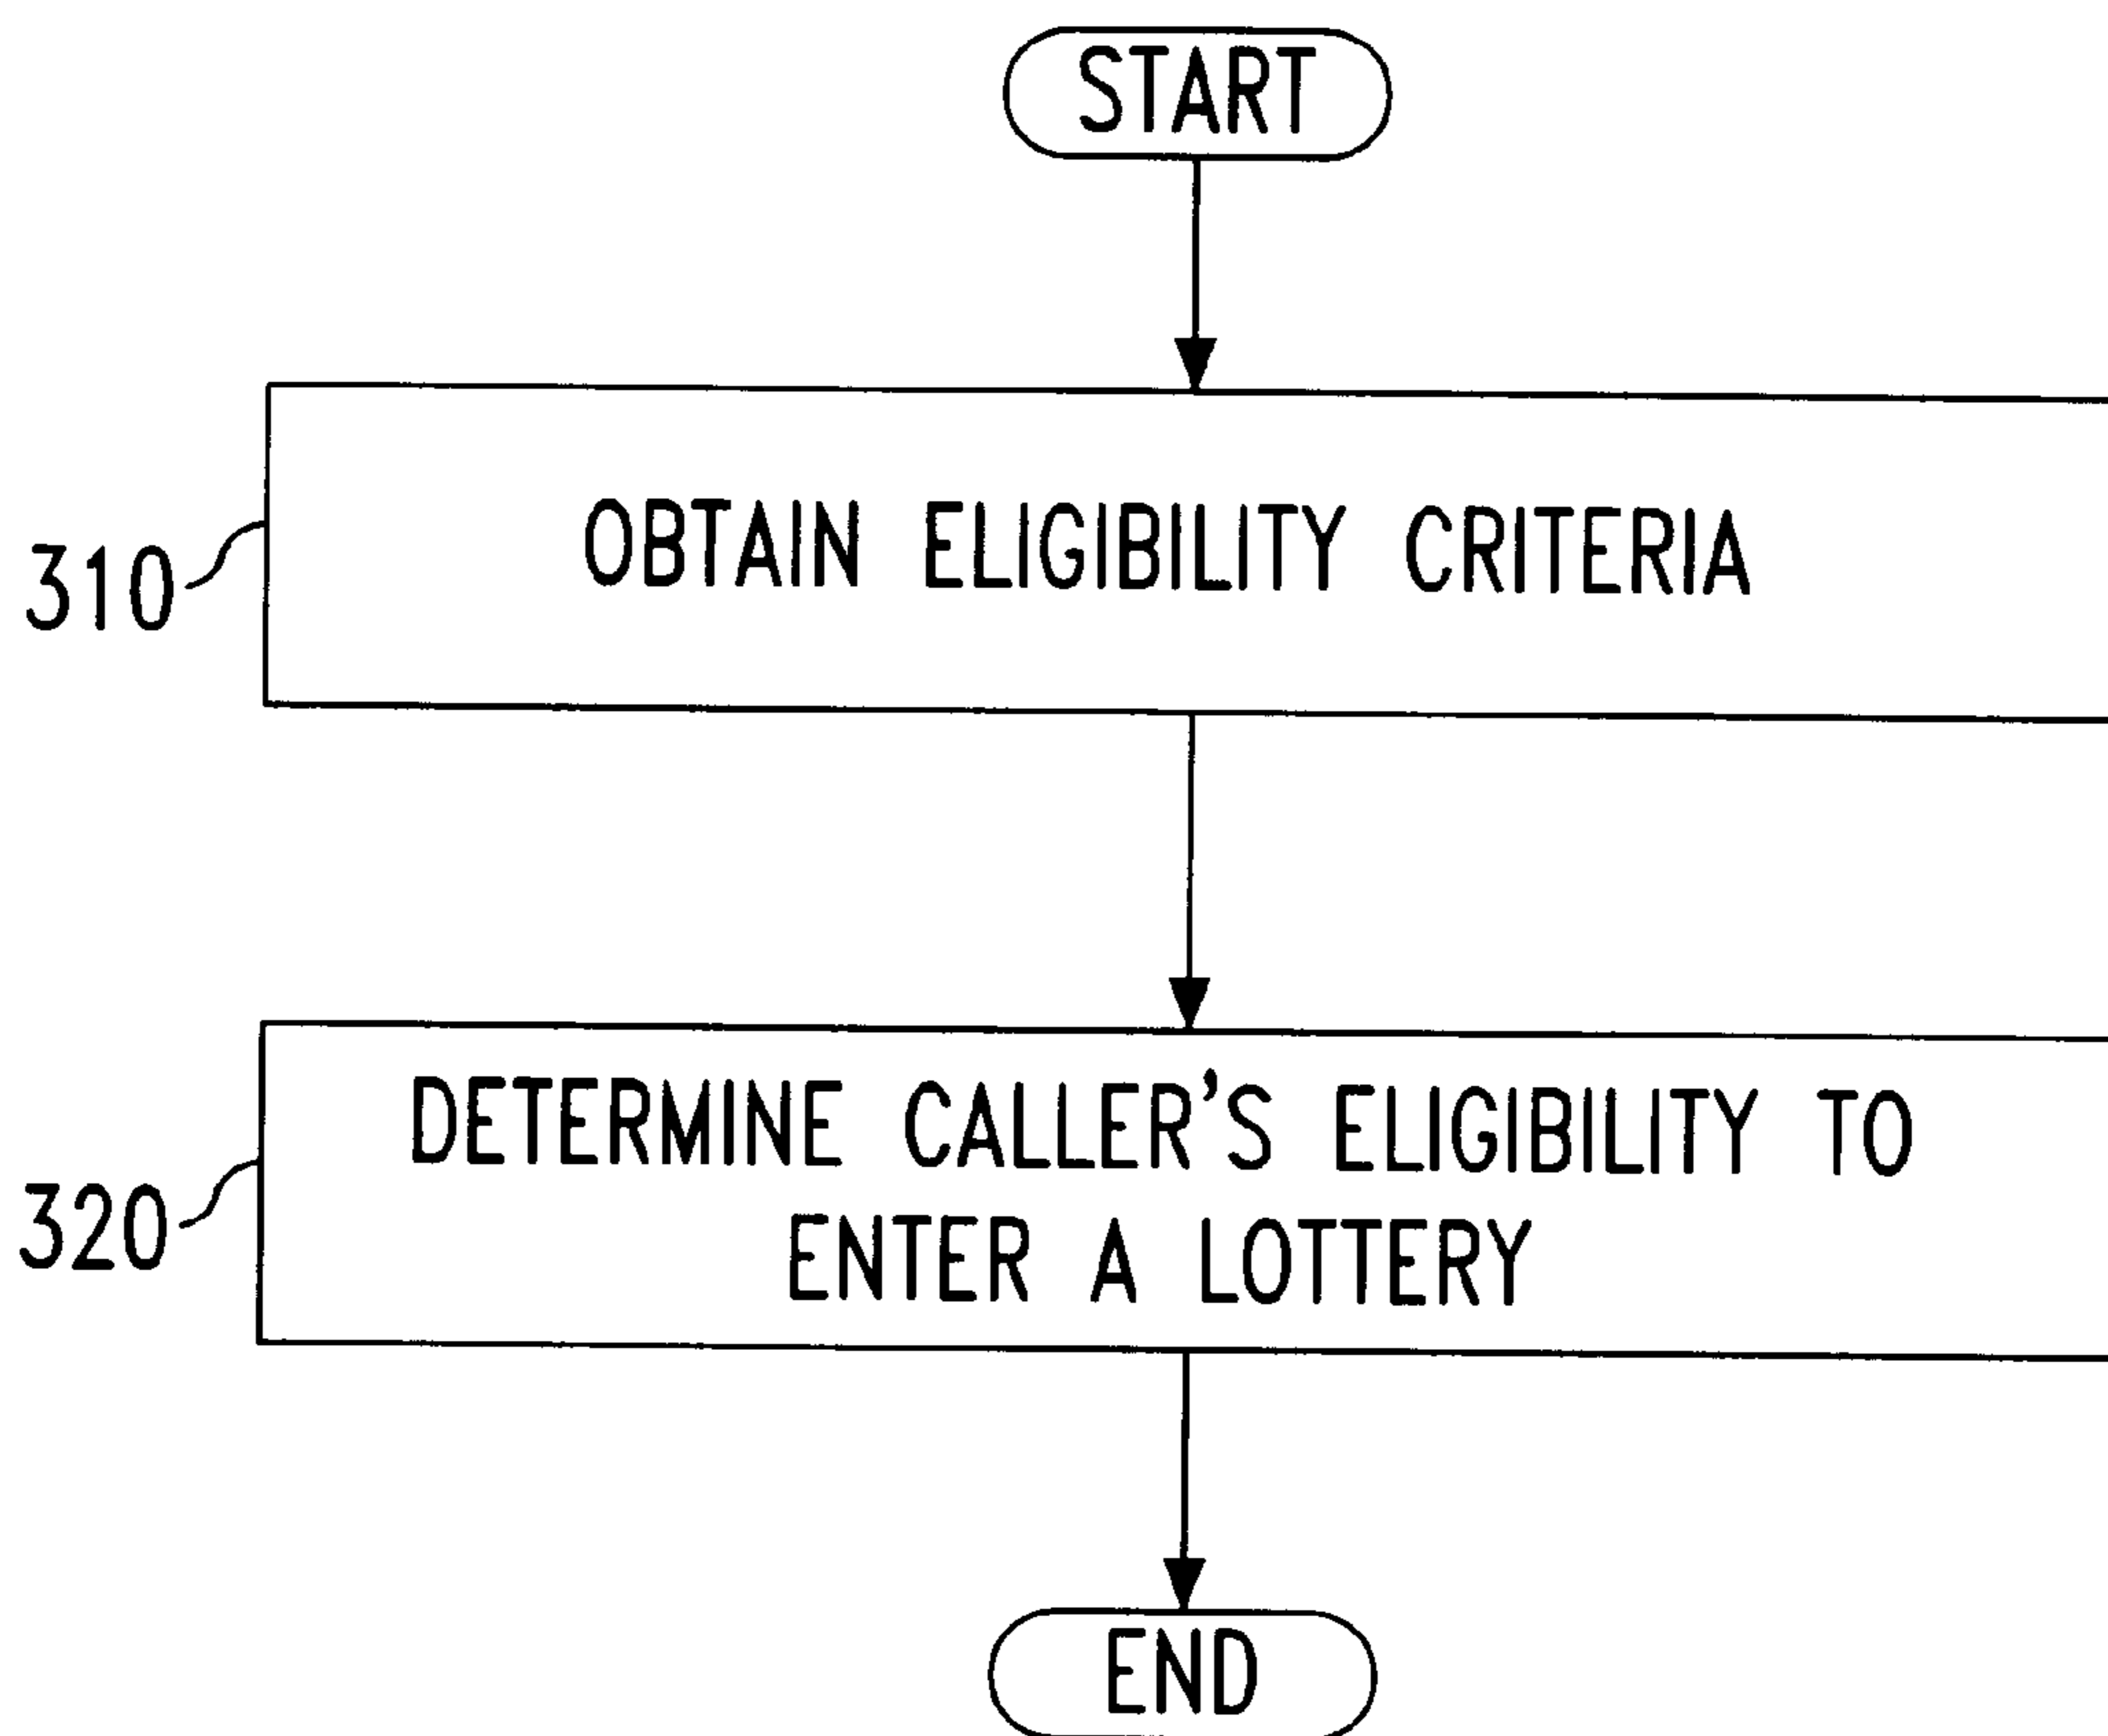 START
310
OBTAIN ELIGIBILITY CRITERIA
320
DETERMINE CALLER'S ELIGIBILITY TO
ENTER A LOTTERY
END